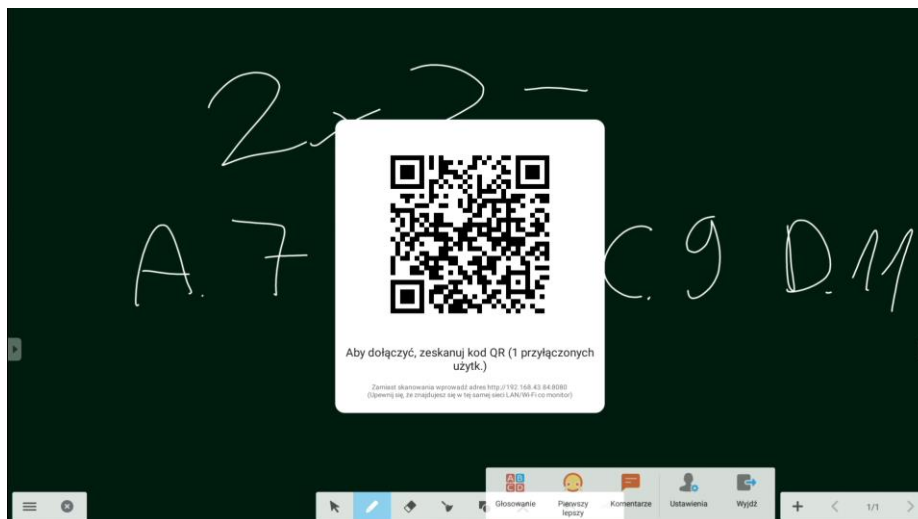 2 x 2 =
A. 7 C. 9 D. 11
Aby dołączyć, zeskanuj kod QR (1 przyłączonych
użytk.)
Zamiast skanowania wprowadź adres http://192.168.43.84:8080
(Upewnij się, że znajdujesz się w tej samej sieci LAN/Wi-Fi co monitor)
Głosowanie
Pierwszy
lepszy
Komentarze
Ustawienia
Wyjdź
1/1